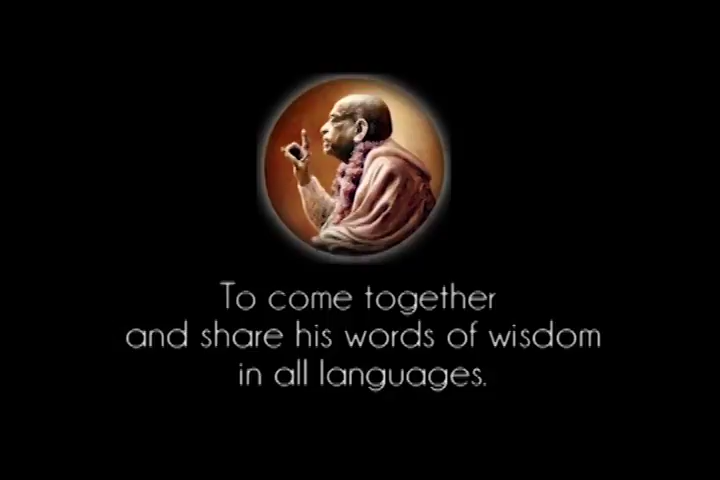 To come together
and share his words of wisdom
in all languages.